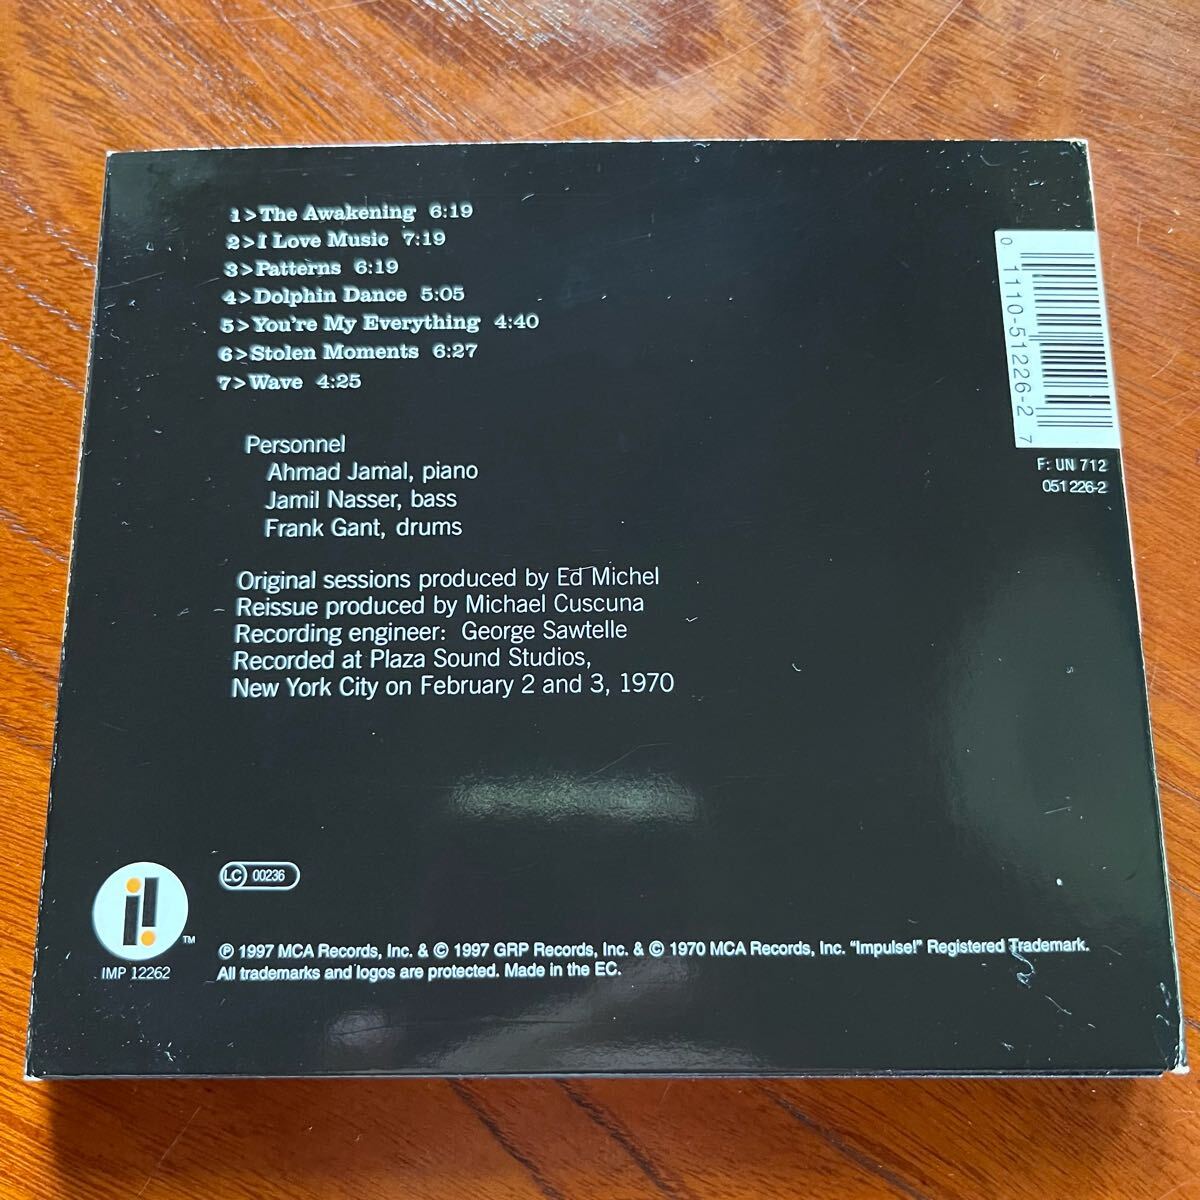 1>The Awakening 6:19
2>I Love Music 7:19
3>Patterns 6:19
4>Dolphin Dance 5:05
5>You're My Everything 4:40
6>Stolen Moments 6:27
7>Wave 4:25
Personnel
Ahmad Jamal, piano
Jamil Nasser, bass
Frank Gant, drums
Original sessions produced by Ed Michel
Reissue produced by Michael Cuscuna
Recording engineer: George Sawtelle
Recorded at Plaza Sound Studios,
New York City on February 2 and 3, 1970
0 1110-51226-2 7
F: UN 712
051 226-2
i! TM
IMP 12262
LC 00236
℗ 1997 MCA Records, Inc. & © 1997 GRP Records, Inc. & © 1970 MCA Records, Inc. "Impulse!" Registered Trademark.
All trademarks and logos are protected. Made in the EC.